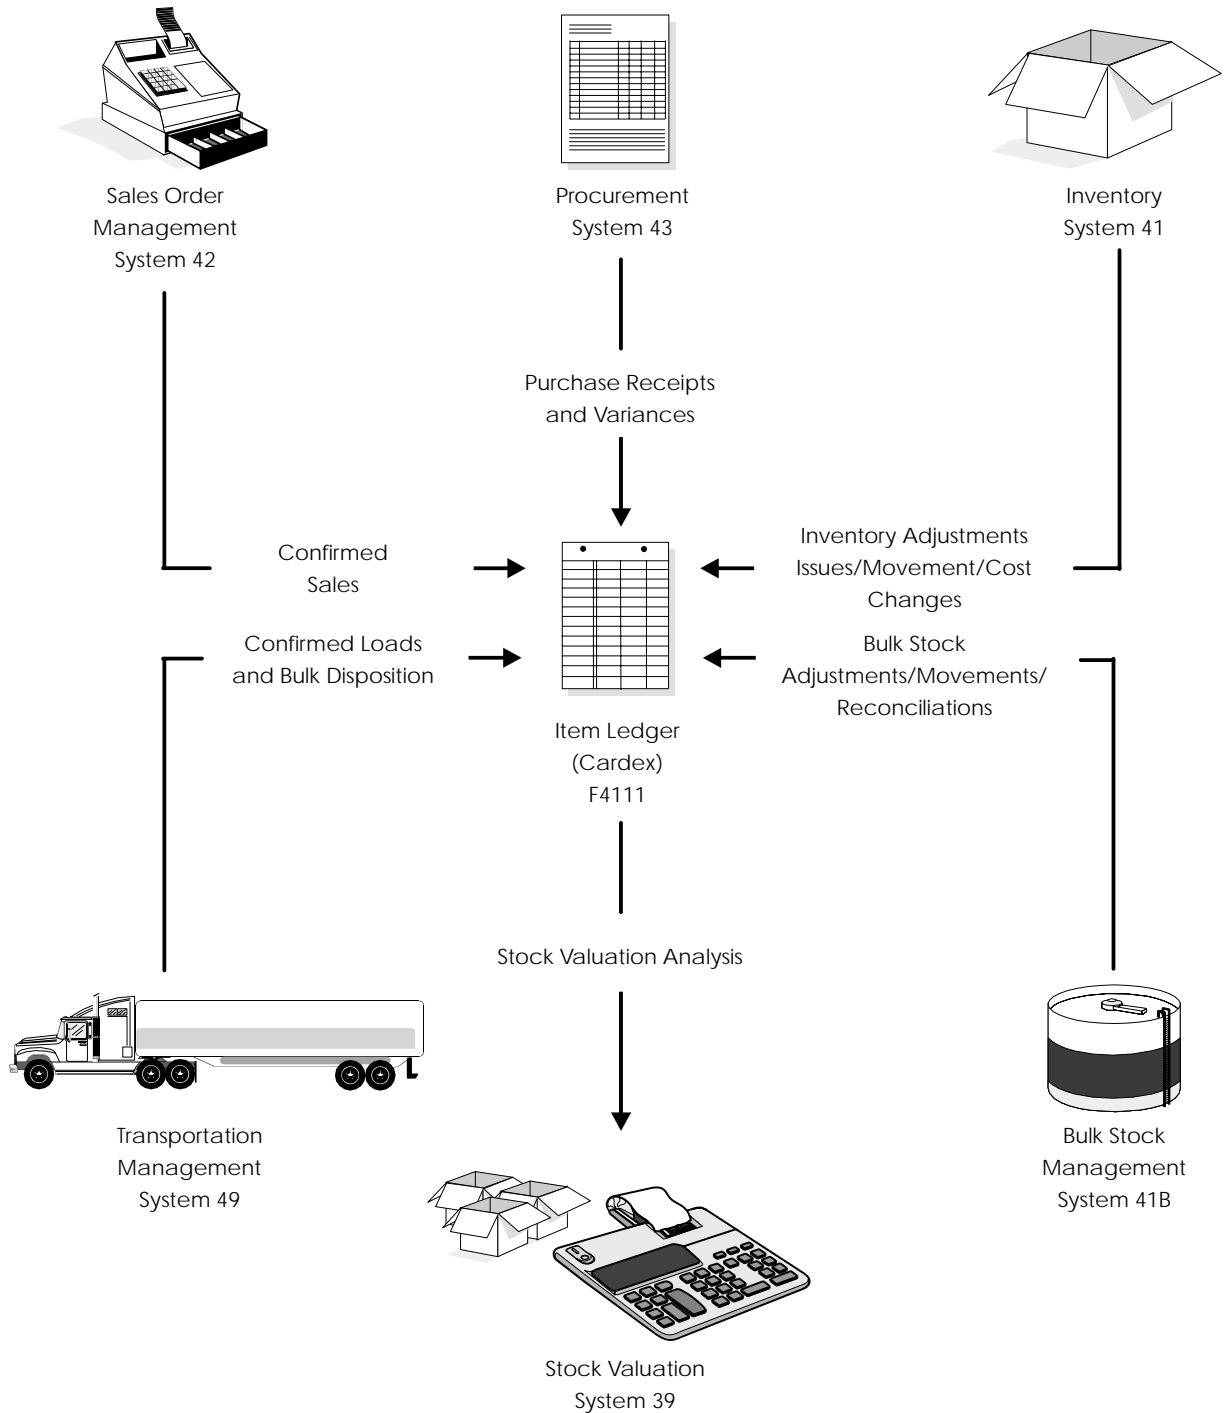 Sales Order
Management
System 42
Procurement
System 43
Inventory
System 41
Purchase Receipts
and Variances
Confirmed
Sales
Inventory Adjustments
Issues/Movement/Cost
Changes
Confirmed Loads
and Bulk Disposition
Bulk Stock
Adjustments/Movements/
Reconciliations
Item Ledger
(Cardex)
F4111
Stock Valuation Analysis
Transportation
Management
System 49
Bulk Stock
Management
System 41B
Stock Valuation
System 39